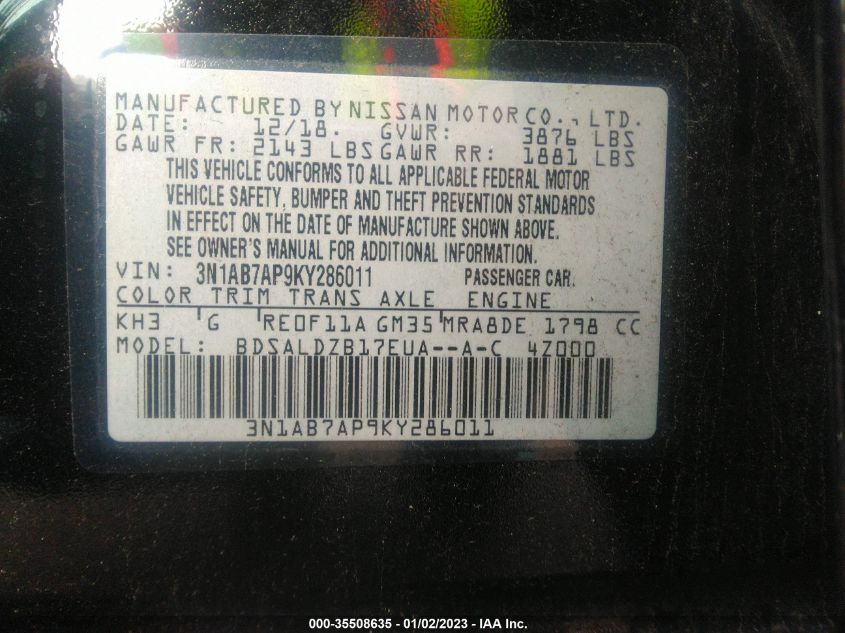 MANUFACTURED BY NISSAN MOTOR CO., LTD.
DATE: 12/18. GVWR: 3876 LBS
GAWR FR: 2143 LBS GAWR RR: 1881 LBS
THIS VEHICLE CONFORMS TO ALL APPLICABLE FEDERAL MOTOR
VEHICLE SAFETY, BUMPER AND THEFT PREVENTION STANDARDS
IN EFFECT ON THE DATE OF MANUFACTURE SHOWN ABOVE.
SEE OWNER'S MANUAL FOR ADDITIONAL INFORMATION.
VIN: 3N1AB7AP9KY286011 PASSENGER CAR.
COLOR TRIM TRANS AXLE ENGINE
KH3 G RE0F11A GM35 MRA8DE 1798 CC
MODEL: BDSALDZB17EUA--A-C 4Z000
3N1AB7AP9KY286011
000-35508635 - 01/02/2023 - IAA Inc.